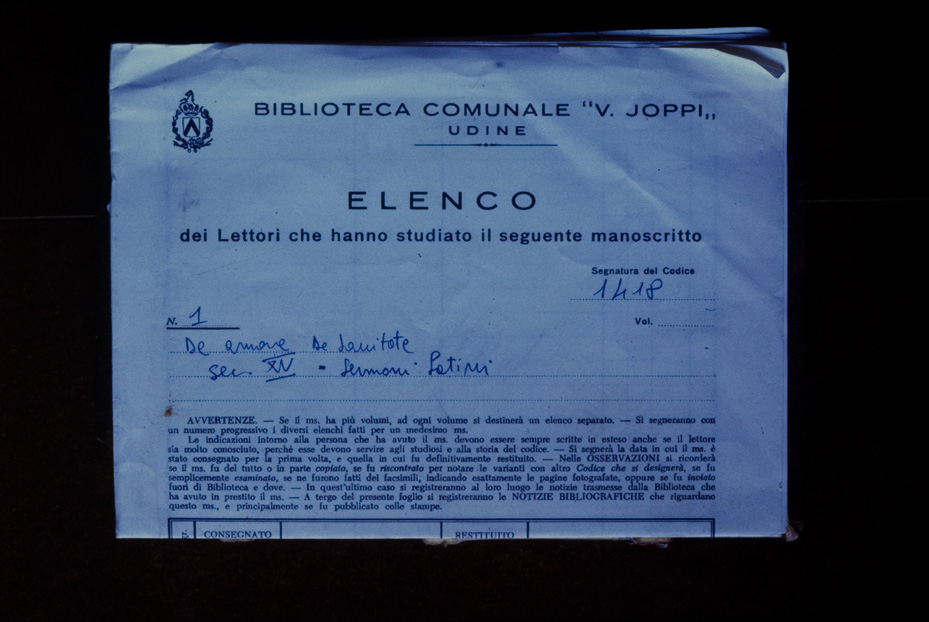 BIBLIOTECA COMUNALE "V. JOPPI„
UDINE
ELENCO
dei Lettori che hanno studiato il seguente manoscritto
Segnatura del Codice
1418
N. 1
Vol.
De amore De Sanitote
sec. XV - Sermoni Latini
AVVERTENZE. — Se il ms. ha più volumi, ad ogni volume si destinerà un elenco separato. — Si segneranno con
un numero progressivo i diversi elenchi fatti per un medesimo ms.
Le indicazioni intorno alla persona che ha avuto il ms. devono essere sempre scritte in esteso anche se il lettore
sia molto conosciuto, perchè esse devono servire agli studiosi e alla storia del codice. — Si segnerà la data in cui il ms. è
stato consegnato per la prima volta, e quella in cui fu definitivamente restituito. — Nelle OSSERVAZIONI si ricorderà
se il ms. fu del tutto o in parte copiato, se fu riscontrato per notare le varianti con altro Codice che si designerà, se fu
semplicemente esaminato, se ne furono fatti dei facsimili, indicando esattamente le pagine fotografate, oppure se fu inviato
fuori di Biblioteca e dove. — In quest'ultimo caso si registreranno al loro luogo le notizie trasmesse dalla Biblioteca che
ha avuto in prestito il ms. — A tergo del presente foglio si registreranno le NOTIZIE BIBLIOGRAFICHE che riguardano
questo ms., e principalmente se fu pubblicato colle stampe.
CONSEGNATO
RESTITUITO